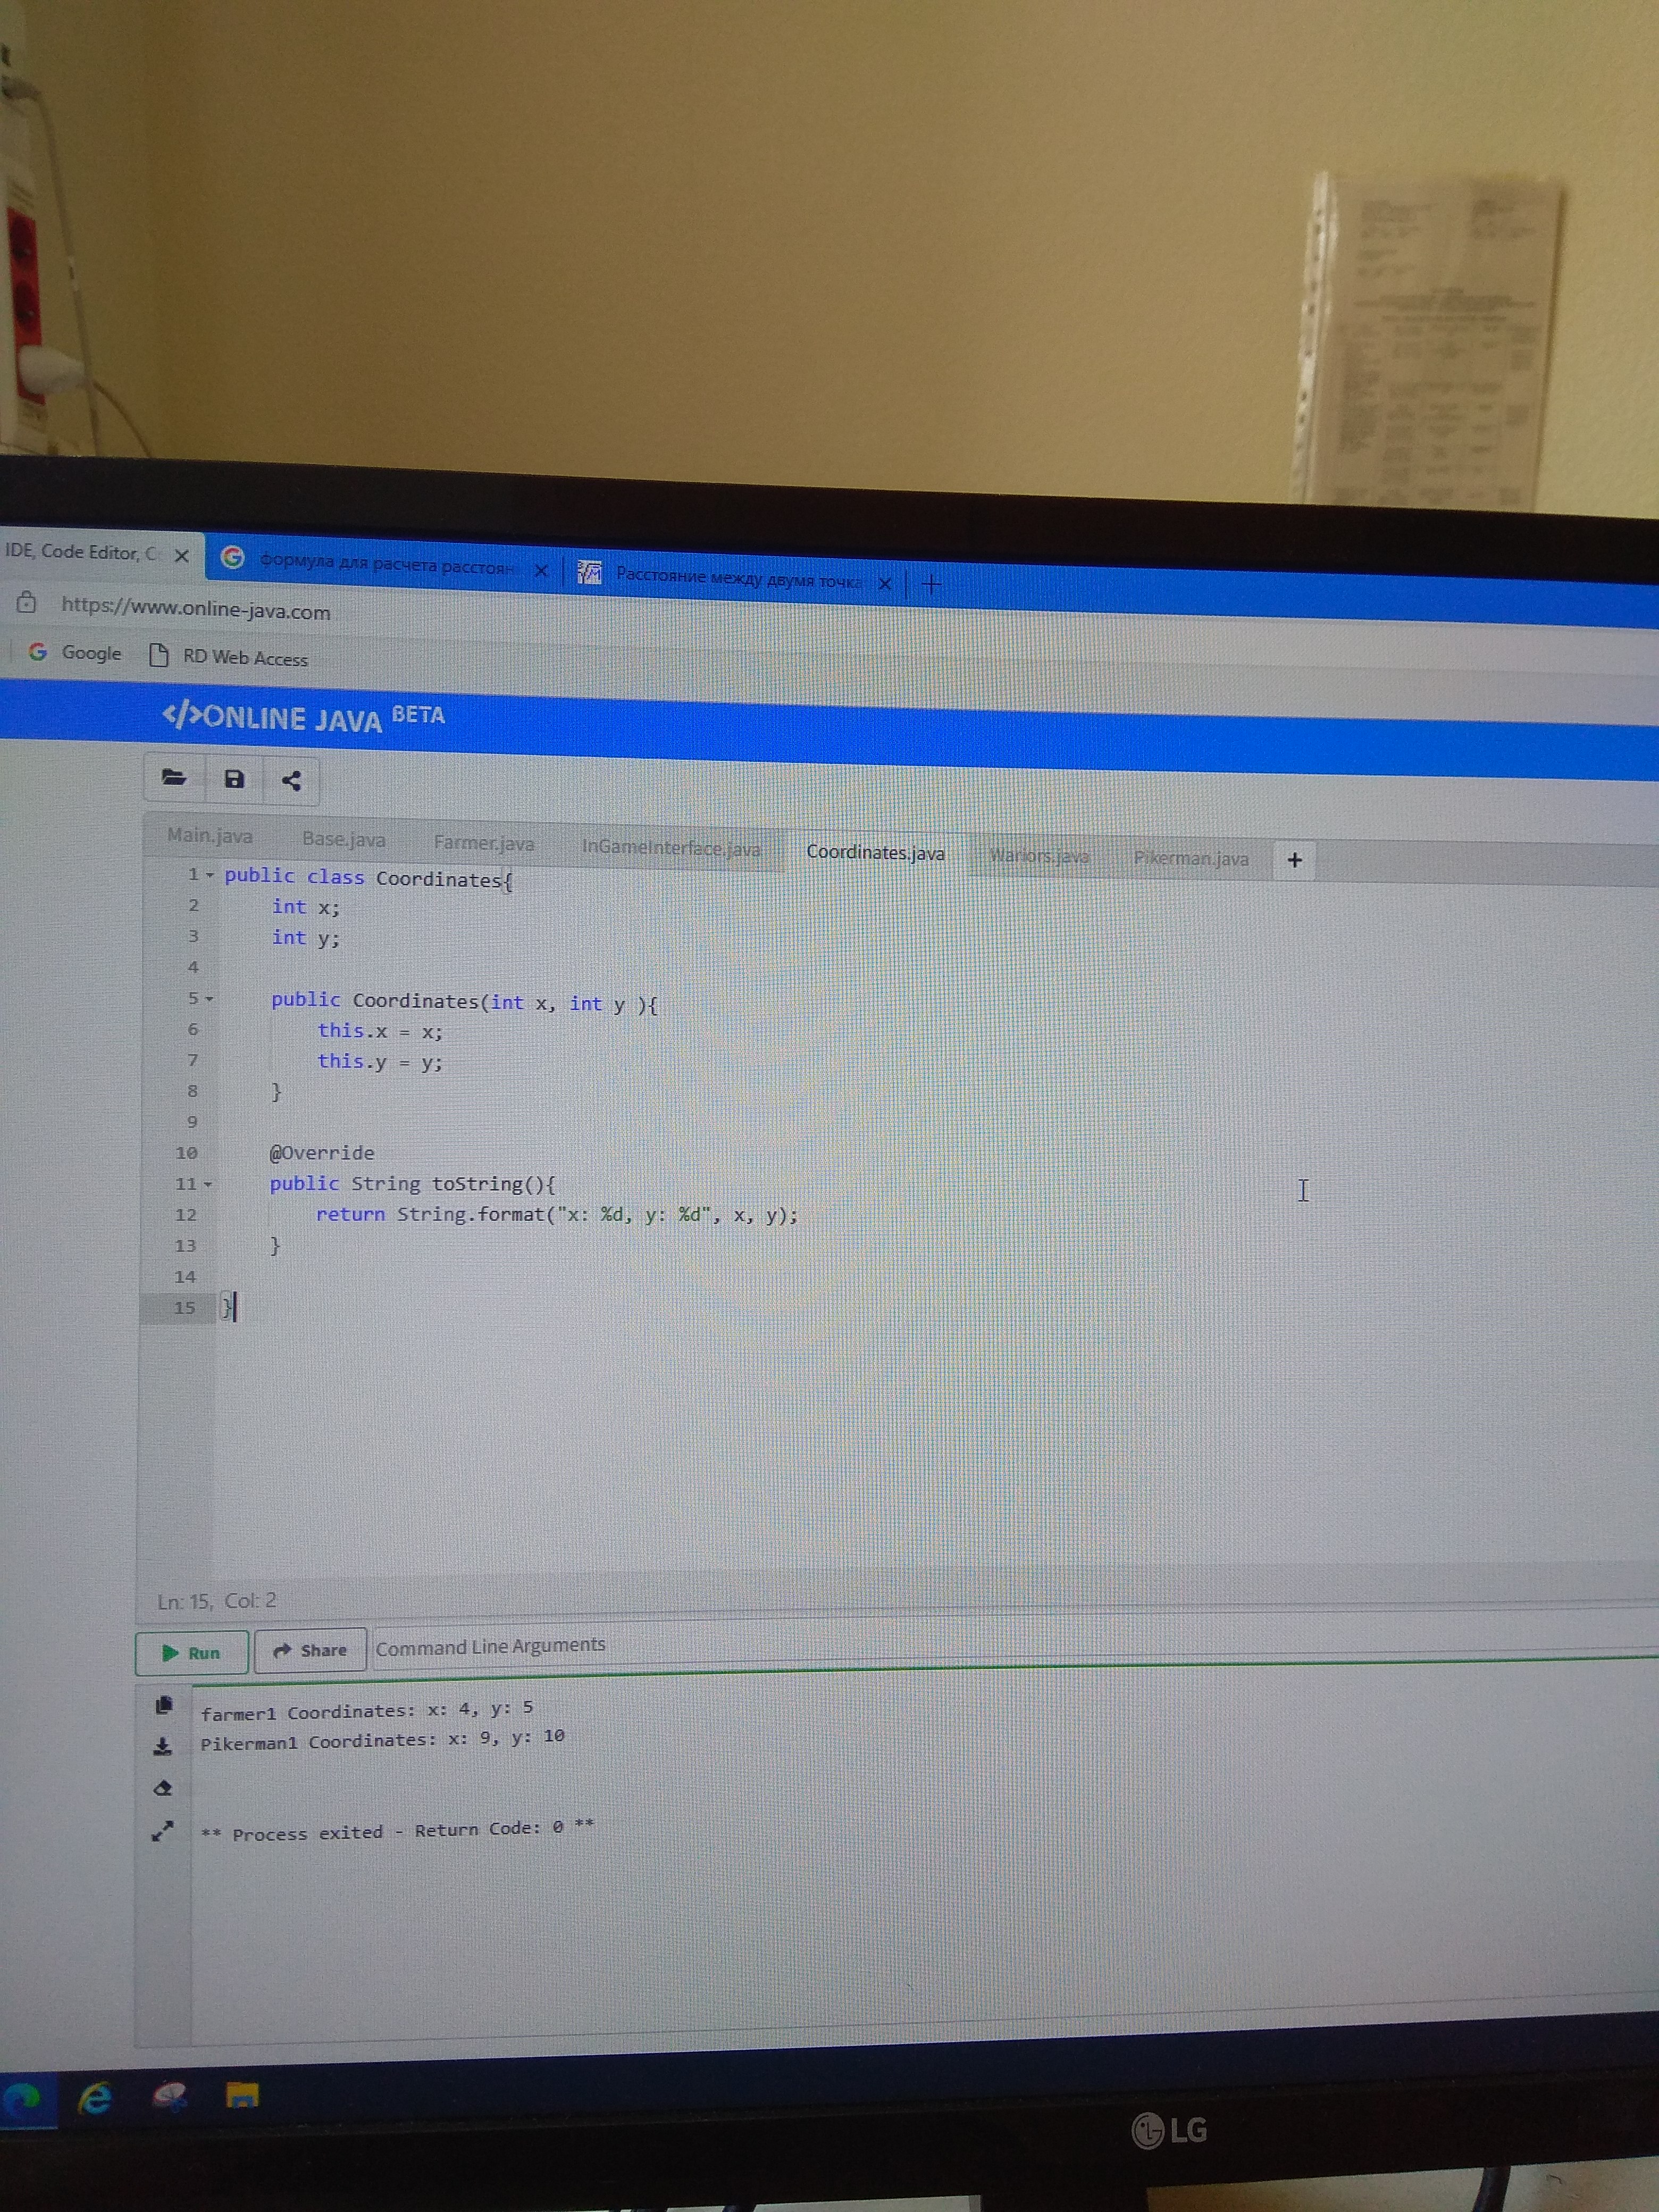 IDE, Code Editor, C
формула для расчета расстоян
Расстояние между двумя точка
https://www.online-java.com
Google
RD Web Access
</>ONLINE JAVA BETA
Main.java Base.java Farmer.java InGameInterface.java Coordinates.java Wariors.java Pikerman.java +
1 public class Coordinates{
2 int x;
3 int y;
4
5 public Coordinates(int x, int y ){
6 this.x = x;
7 this.y = y;
8 }
9
10 @Override
11 public String toString(){
12 return String.format("x: %d, y: %d", x, y);
13 }
14
15 }
Ln: 15, Col: 2
Run Share Command Line Arguments
farmer1 Coordinates: x: 4, y: 5
Pikerman1 Coordinates: x: 9, y: 10
** Process exited - Return Code: 0 **
LG